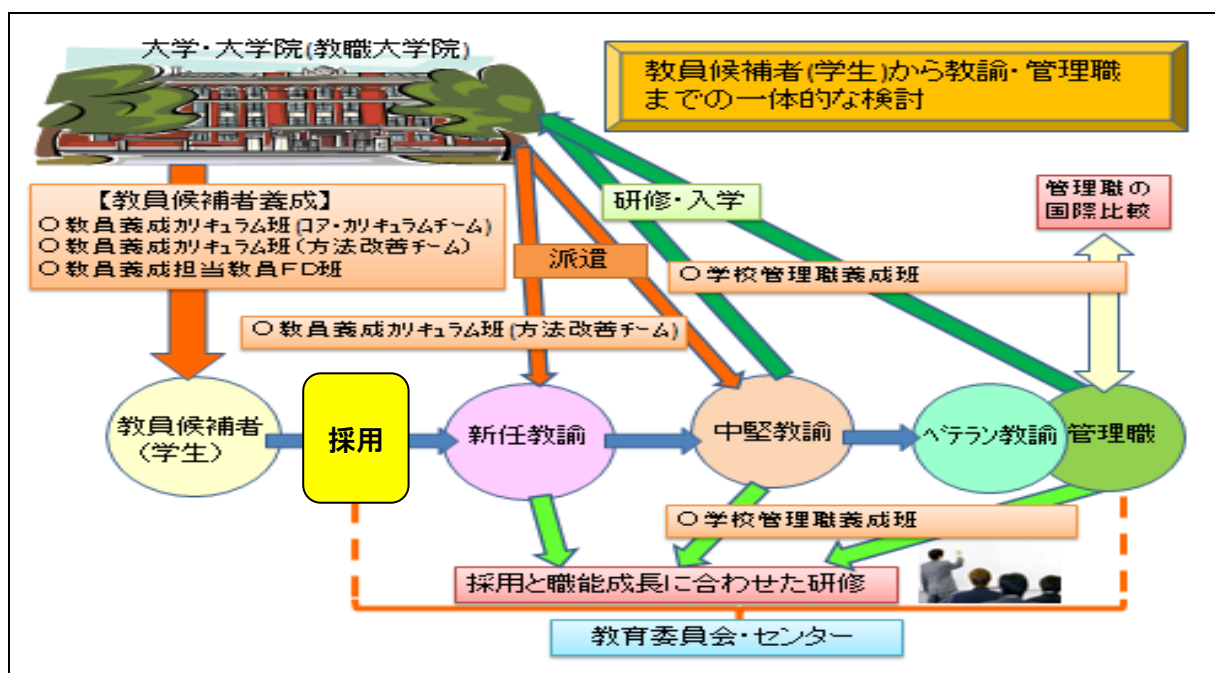 大学・大学院(教職大学院)
教員候補者(学生)から教諭・管理職
までの一体的な検討
【教員候補者養成】
○教員養成カリキュラム班(コア・カリキュラムチーム)
○教員養成カリキュラム班(方法改善チーム)
○教員養成担当教員FD班
研修・入学
管理職の
国際比較
派遣
○学校管理職養成班
○教員養成カリキュラム班(方法改善チーム)
教員候補者
(学生)
採用
新任教諭
中堅教諭
ベテラン教諭
管理職
○学校管理職養成班
採用と職能成長に合わせた研修
教育委員会・センター